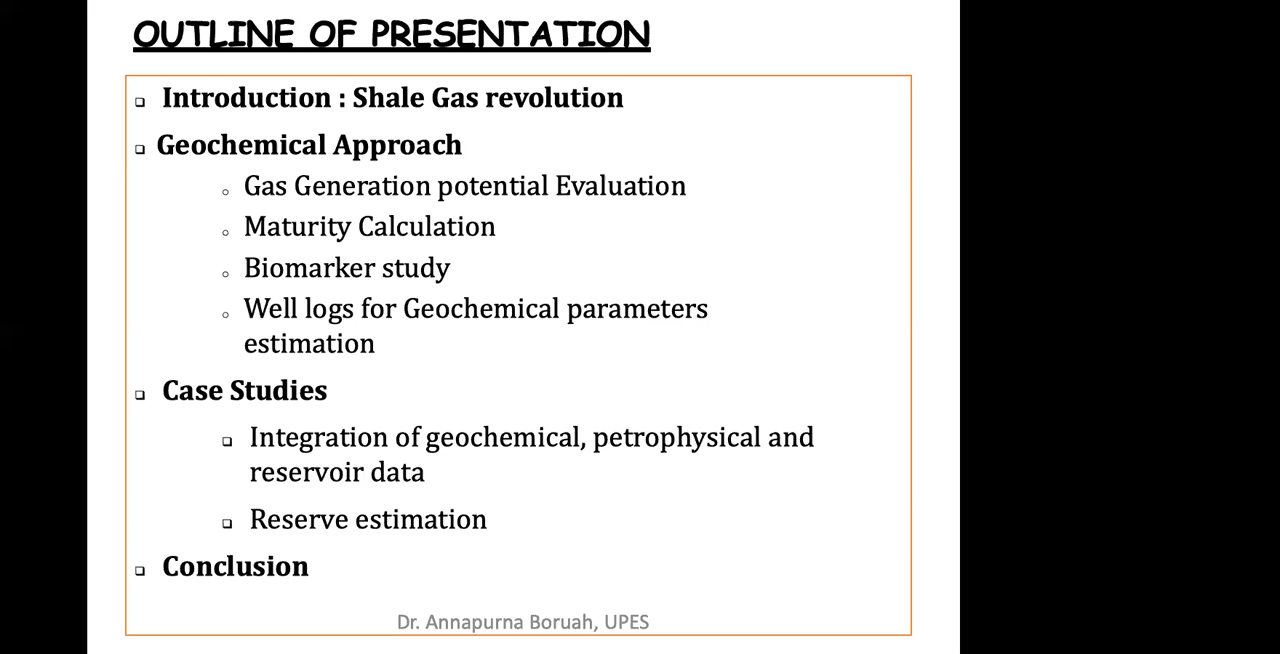 OUTLINE OF PRESENTATION
Introduction : Shale Gas revolution
Geochemical Approach
Gas Generation potential Evaluation
Maturity Calculation
Biomarker study
Well logs for Geochemical parameters
estimation
Case Studies
Integration of geochemical, petrophysical and
reservoir data
Reserve estimation
Conclusion
Dr. Annapurna Boruah, UPES